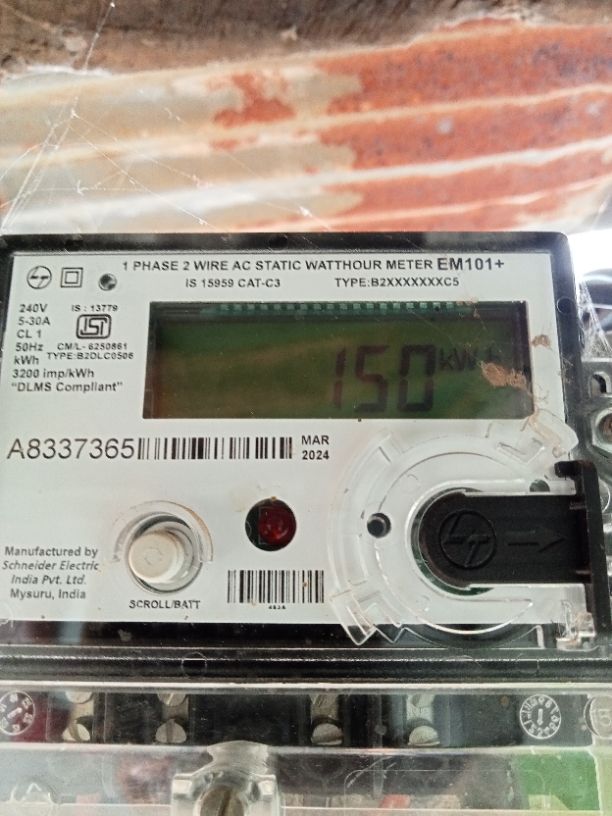 1 PHASE 2 WIRE AC STATIC WATTHOUR METER EM101+
IS 15959 CAT-C3 TYPE:B2XXXXXXXC5
240V
5-30A
CL 1
50Hz
kWh
3200 imp/kWh
"DLMS Compliant"
IS : 13779
ISI
CM/L- 6250861
TYPE:B2DLC0506
150 kWh
A8337365
MAR
2024
Manufactured by
Schneider Electric
India Pvt. Ltd.
Mysuru, India
SCROLL/BATT
LT